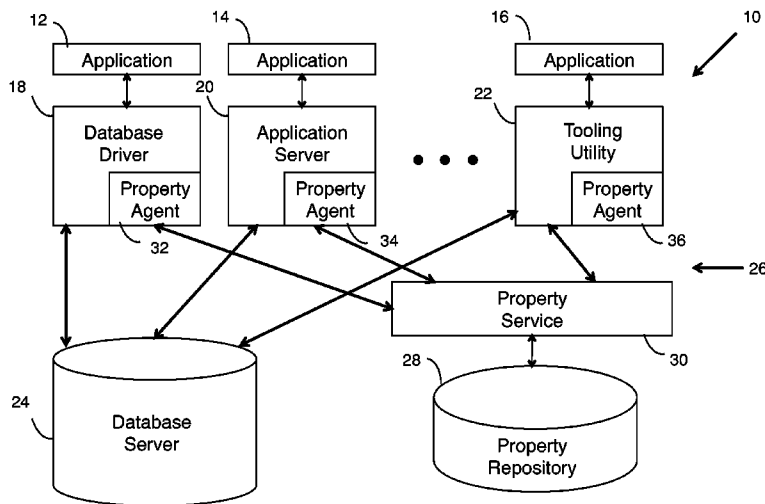 12
14
16
10
Application
Application
Application
18
20
22
Database
Driver
Application
Server
Tooling
Utility
Property
Agent
Property
Agent
Property
Agent
32
34
36
26
Property
Service
30
28
24
Database
Server
Property
Repository